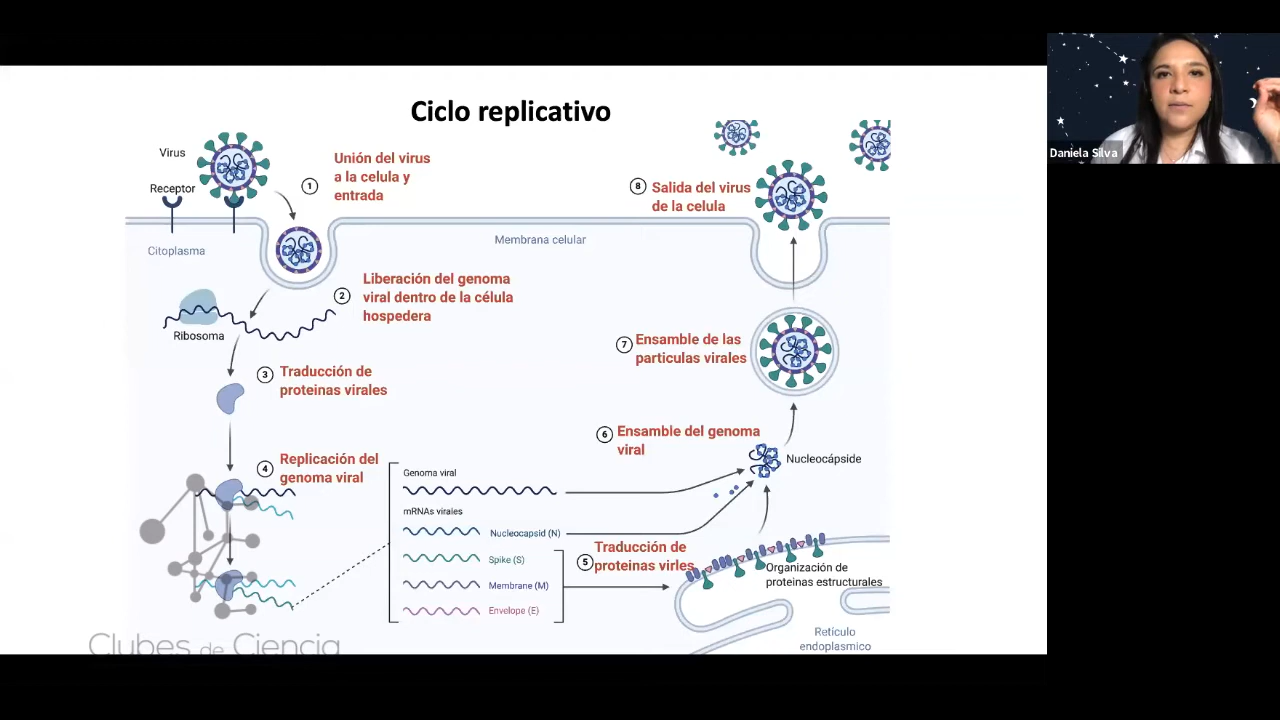 Ciclo replicativo
Virus
Receptor
Citoplasma
1
Unión del virus
a la celula y
entrada
Membrana celular
2
Liberación del genoma
viral dentro de la célula
hospedera
Ribosoma
3
Traducción de
proteinas virales
4
Replicación del
genoma viral
Genoma viral
mRNAs virales
Nucleocapsid (N)
Spike (S)
Membrane (M)
Envelope (E)
5
Traducción de
proteinas virles
6
Ensamble del genoma
viral
Nucleocápside
7
Ensamble de las
particulas virales
8
Salida del virus
de la celula
Organización de
proteinas estructurales
Retículo
endoplasmico
Clubes de Ciencia
Daniela Silva